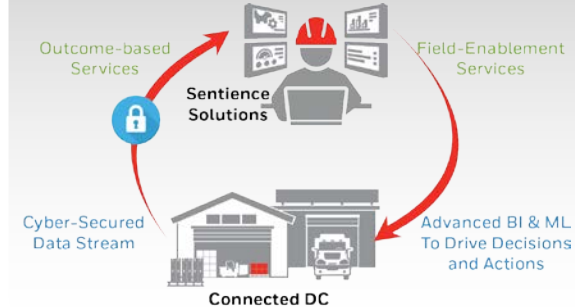 Outcome-based
Services
Field-Enablement
Services
Sentience
Solutions
Cyber-Secured
Data Stream
Advanced BI & ML
To Drive Decisions
and Actions
Connected DC